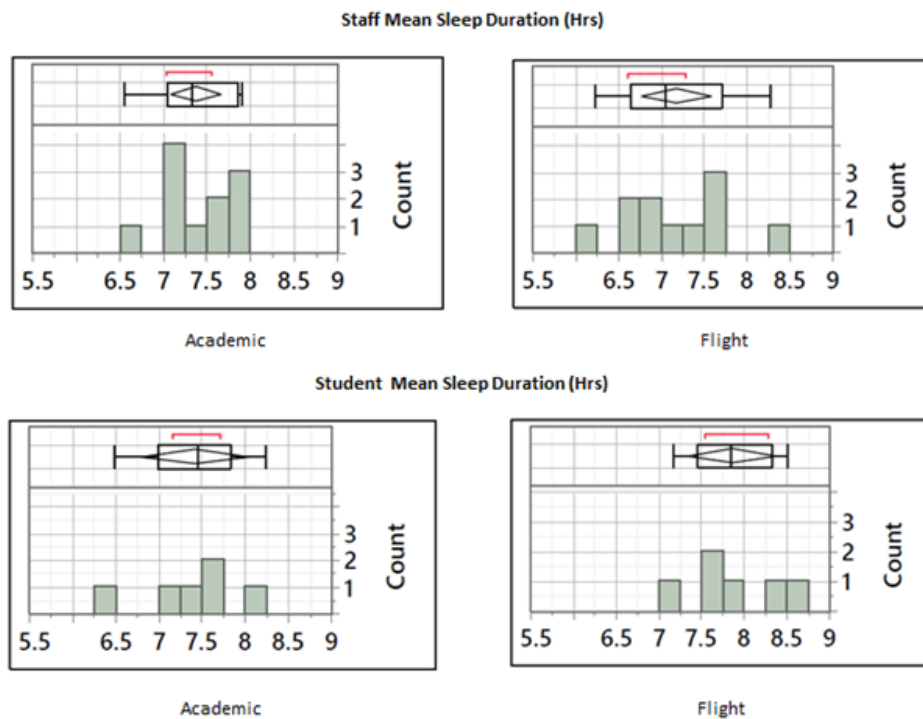 Staff Mean Sleep Duration (Hrs)
3
2
1
Count
5.5 6.5 7 7.5 8 8.5 9
Academic
3
2
1
Count
5.5 6.5 7 7.5 8 8.5 9
Flight
Student Mean Sleep Duration (Hrs)
3
2
1
Count
5.5 6.5 7 7.5 8 8.5 9
Academic
3
2
1
Count
5.5 6.5 7 7.5 8 8.5 9
Flight